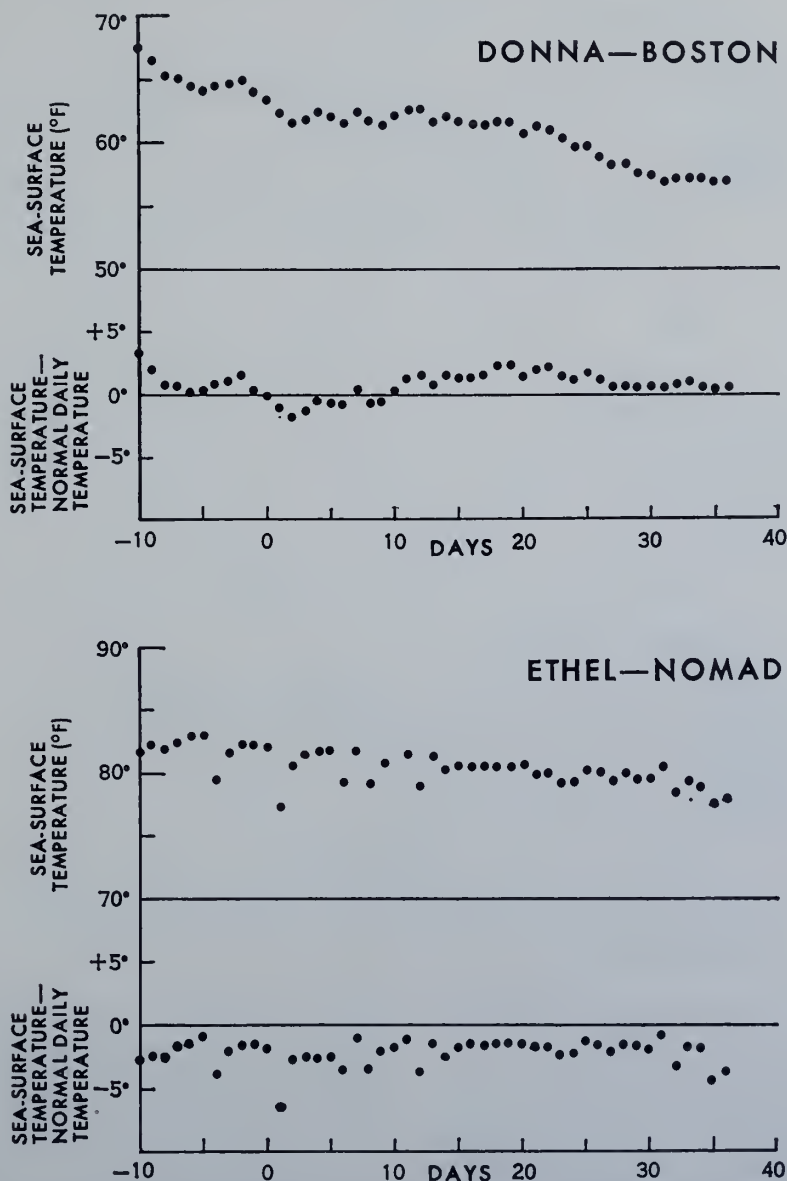 DONNA—BOSTON
70°
60°
50°
SEA-SURFACE
TEMPERATURE (°F)
+5°
0°
−5°
SEA-SURFACE
TEMPERATURE—
NORMAL DAILY
TEMPERATURE
−10 0 10 20 30 40
DAYS
ETHEL—NOMAD
90°
80°
70°
SEA-SURFACE
TEMPERATURE (°F)
+5°
0°
−5°
SEA-SURFACE
TEMPERATURE—
NORMAL DAILY
TEMPERATURE
−10 0 10 20 30 40
DAYS